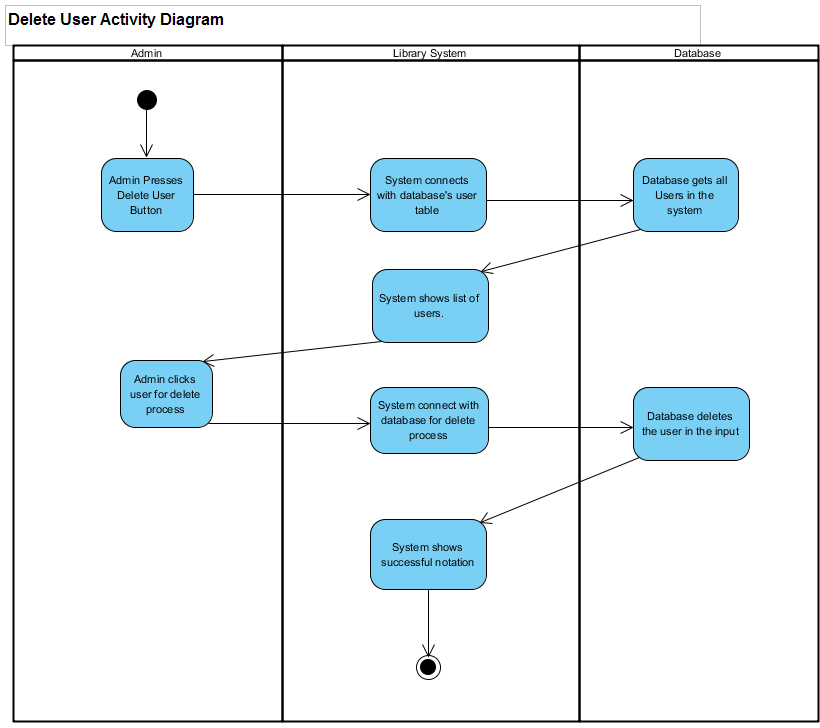 Delete User Activity Diagram
Admin
Library System
Database
Admin Presses
Delete User
Button
System connects
with database's user
table
Database gets all
Users in the
system
System shows list of
users.
Admin clicks
user for delete
process
System connect with
database for delete
process
Database deletes
the user in the input
System shows
successful notation